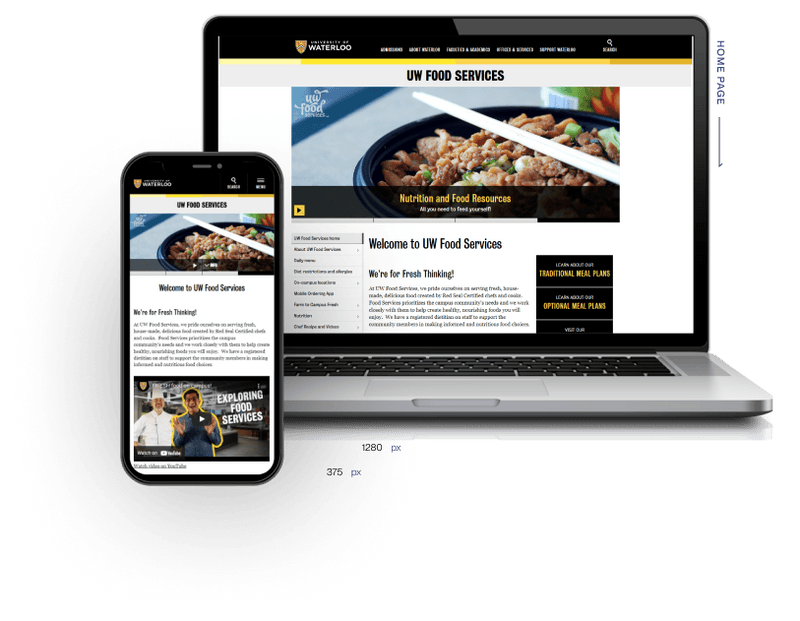 UNIVERSITY OF
WATERLOO
ADMISSIONS ABOUT WATERLOO FACULTIES & ACADEMICS OFFICES & SERVICES SUPPORT WATERLOO SEARCH
UW FOOD SERVICES
uw
food
SERVICES
Nutrition and Food Resources
All you need to feed yourself!
UW Food Services home
About UW Food Services
Daily menu
Diet restrictions and allergies
On-campus locations
Mobile Ordering App
Farm to Campus Fresh
Nutrition
Chef Recipe and Videos
Welcome to UW Food Services
We're for Fresh Thinking!
At UW Food Services, we pride ourselves on serving fresh, house-
made, delicious food created by Red Seal Certified chefs and cooks.
Food Services prioritizes the campus community's needs and we work
closely with them to help create healthy, nourishing foods you will
enjoy. We have a registered dietitian on staff to support the
community members in making informed and nutritious food choices.
LEARN ABOUT OUR
TRADITIONAL MEAL PLANS
LEARN ABOUT OUR
OPTIONAL MEAL PLANS
VISIT OUR
HOME PAGE
UNIVERSITY OF
WATERLOO
SEARCH MENU
UW FOOD SERVICES
Welcome to UW Food Services
We're for Fresh Thinking!
At UW Food Services, we pride ourselves on serving fresh,
house-made, delicious food created by Red Seal Certified chefs
and cooks. Food Services prioritizes the campus
community's needs and we work closely with them to help create
healthy, nourishing foods you will enjoy. We have a registered
dietitian on staff to support the community members in making
informed and nutritious food choices.
EXPLORING
FOOD
SERVICES
Watch on YouTube
Watch video on YouTube
1280 px
375 px